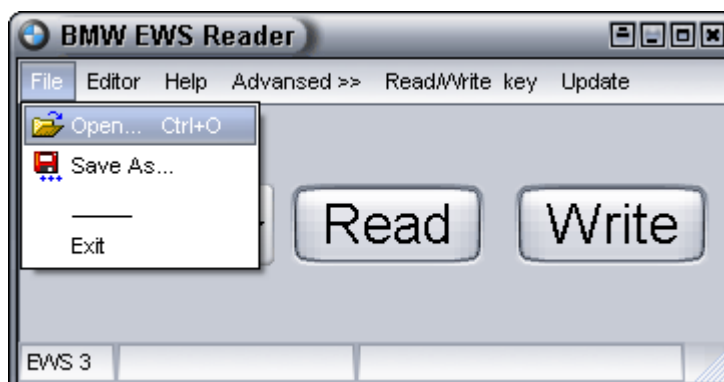 BMW EWS Reader
File Editor Help Advansed >> Read/Write key Update
Open... Ctrl+O
Save As...
Exit
Read Write
EWS 3